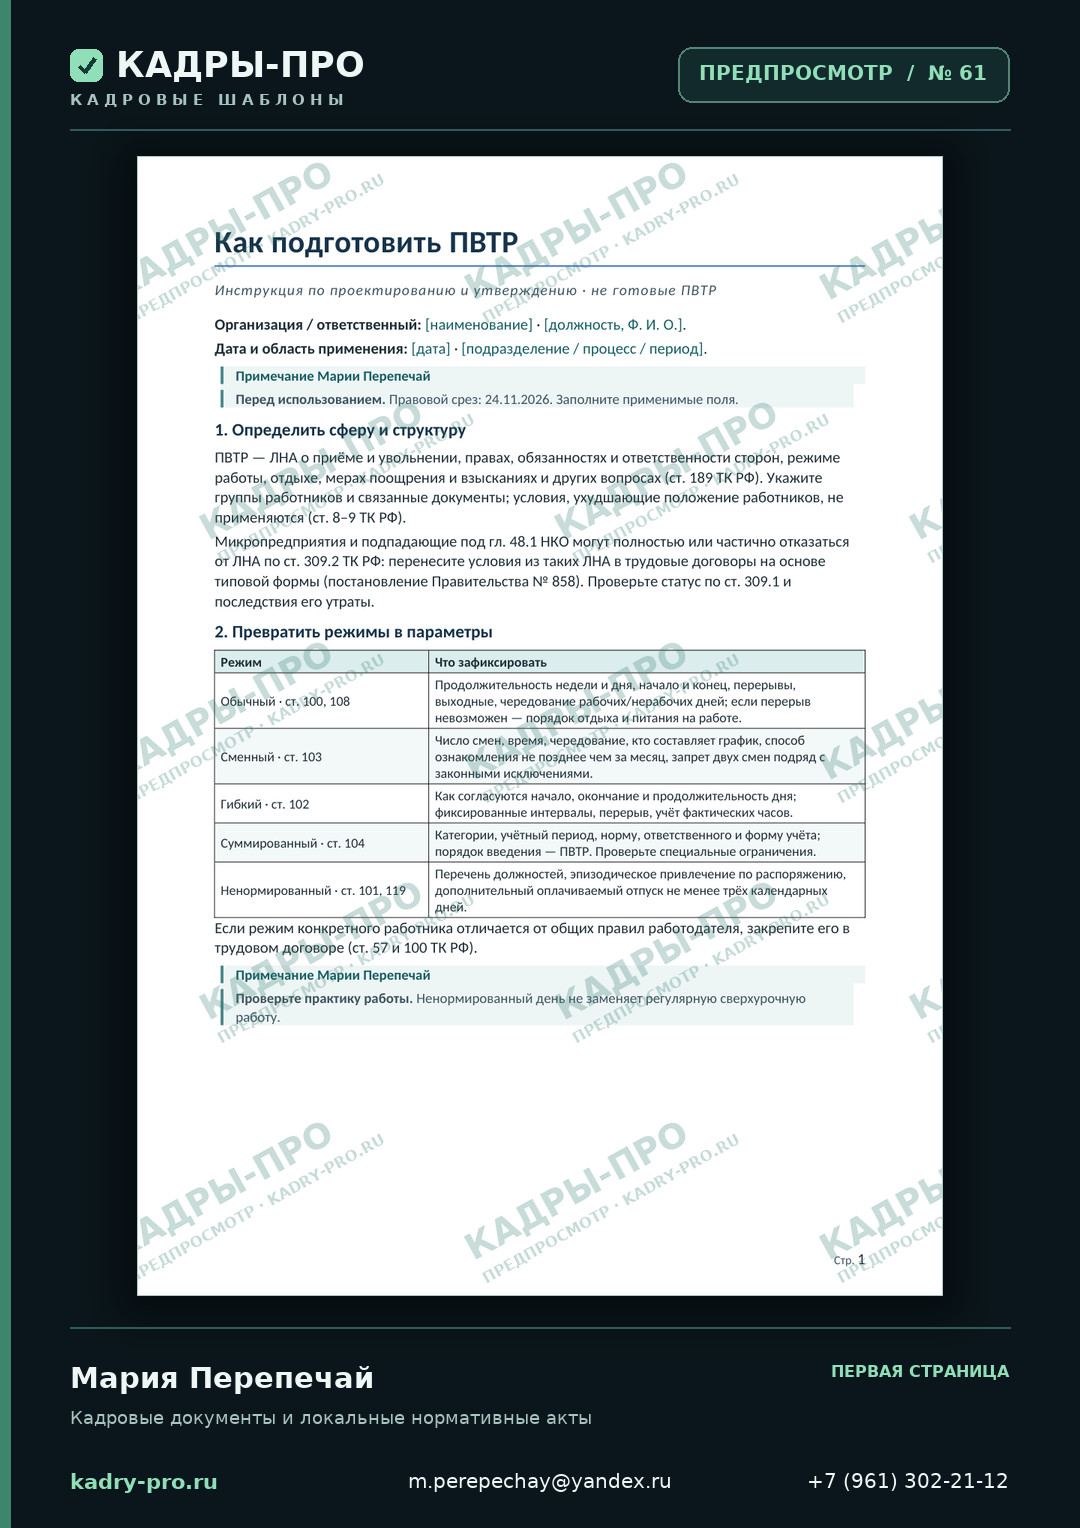 КАДРЫ-ПРО
КАДРОВЫЕ ШАБЛОНЫ
ПРЕДПРОСМОТР / № 61
Как подготовить ПВТР
Инструкция по проектированию и утверждению · не готовые ПВТР
Организация / ответственный: [наименование] · [должность, Ф. И. О.].
Дата и область применения: [дата] · [подразделение / процесс / период].
Примечание Марии Перепечай
Перед использованием. Правовой срез: 24.11.2026. Заполните применимые поля.
1. Определить сферу и структуру
ПВТР — ЛНА о приёме и увольнении, правах, обязанностях и ответственности сторон, режиме
работы, отдыхе, мерах поощрения и взысканиях и других вопросах (ст. 189 ТК РФ). Укажите
группы работников и связанные документы; условия, ухудшающие положение работников, не
применяются (ст. 8–9 ТК РФ).
Микропредприятия и подпадающие под гл. 48.1 НКО могут полностью или частично отказаться
от ЛНА по ст. 309.2 ТК РФ: перенесите условия из таких ЛНА в трудовые договоры на основе
типовой формы (постановление Правительства № 858). Проверьте статус по ст. 309.1 и
последствия его утраты.
2. Превратить режимы в параметры
Режим
Что зафиксировать
Обычный · ст. 100, 108
Продолжительность недели и дня, начало и конец, перерывы,
выходные, чередование рабочих/нерабочих дней; если перерыв
невозможен — порядок отдыха и питания на работе.
Сменный · ст. 103
Число смен, время, чередование, кто составляет график, способ
ознакомления не позднее чем за месяц, запрет двух смен подряд с
законными исключениями.
Гибкий · ст. 102
Как согласуются начало, окончание и продолжительность дня;
фиксированные интервалы, перерыв, учёт фактических часов.
Суммированный · ст. 104
Категории, учётный период, норму, ответственного и форму учёта;
порядок введения — ПВТР. Проверьте специальные ограничения.
Ненормированный · ст. 101, 119
Перечень должностей, эпизодическое привлечение по распоряжению,
дополнительный оплачиваемый отпуск не менее трёх календарных
дней.
Если режим конкретного работника отличается от общих правил работодателя, закрепите его в
трудовом договоре (ст. 57 и 100 ТК РФ).
Примечание Марии Перепечай
Проверьте практику работы. Ненормированный день не заменяет регулярную сверхурочную
работу.
КАДРЫ-ПРО
ПРЕДПРОСМОТР · KADRY-PRO.RU
Стр. 1
Мария Перепечай
ПЕРВАЯ СТРАНИЦА
Кадровые документы и локальные нормативные акты
kadry-pro.ru
m.perepechay@yandex.ru
+7 (961) 302-21-12